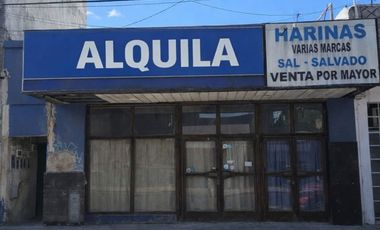 ALQUILA
HARINAS
VARIAS MARCAS
SAL - SALVADO
VENTA POR MAYOR